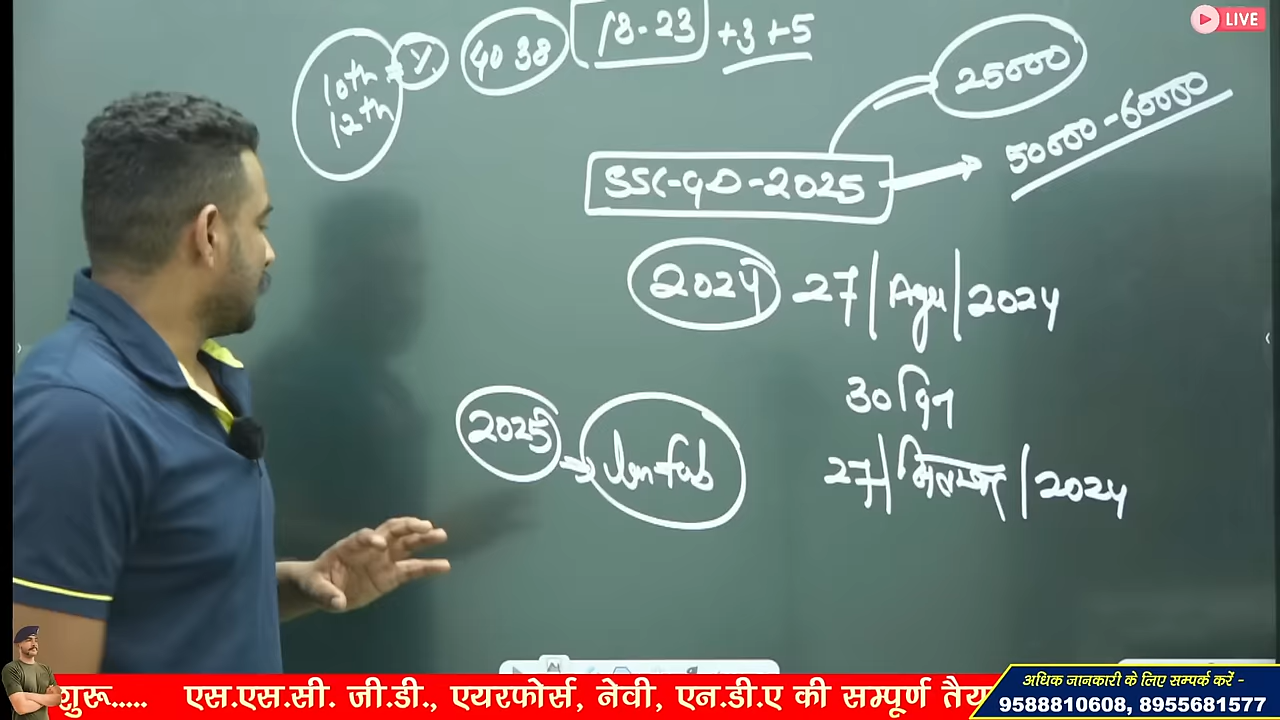 LIVE
10th % 40 38 18-23 +3+5
12th
25000
SSC-GD-2025 50000-60000
2024 27|Agu|2024
30 दिन
2025 Jan-Feb
27|सितम्बर|2024
शुरू..... एस.एस.सी. जी.डी., एयरफोर्स, नेवी, एन.डी.ए की सम्पूर्ण तैय
अधिक जानकारी के लिए सम्पर्क करें -
9588810608, 8955681577